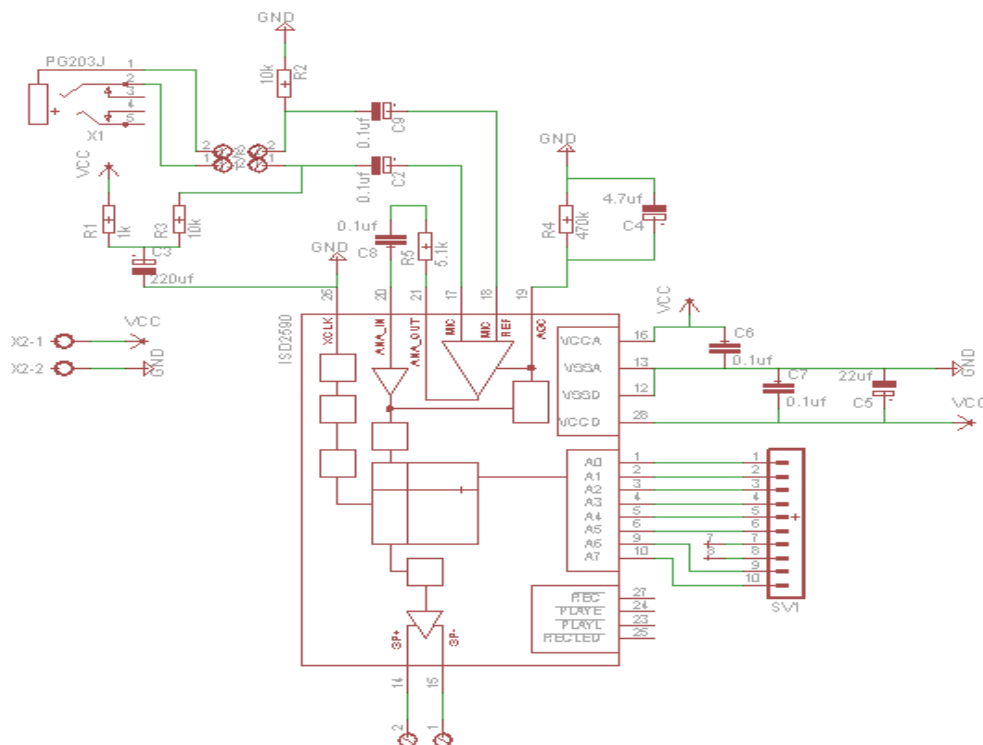 GND
PG203J
1
2
3
4
5
X1
10k
R2
0.1uf
C9
2
1
2
1
VCC
0.1uf
C2
GND
R1
1k
R3
10k
C3
220uf
0.1uf
C8
R5
5.1k
GND
R4
470k
4.7uf
C4
26
20
21
17
18
19
ISD2590
XCLK
ANA_IN
ANA_OUT
MIC
MIC REF
AGC
X2-1
VCC
X2-2
GND
VCC
VCCA
16
C6
0.1uf
VSSA
13
VSSD
12
C7
0.1uf
22uf
C5
GND
VCCD
28
VCC
A0
1
1
A1
2
2
A2
3
3
A3
4
4
A4
5
5
A5
6
6
A6
9
7
7
A7
10
8
8
9
10
SV1
REC
27
PLAYE
24
PLAYL
23
RECLED
25
SP+
SP-
14
15
2
1